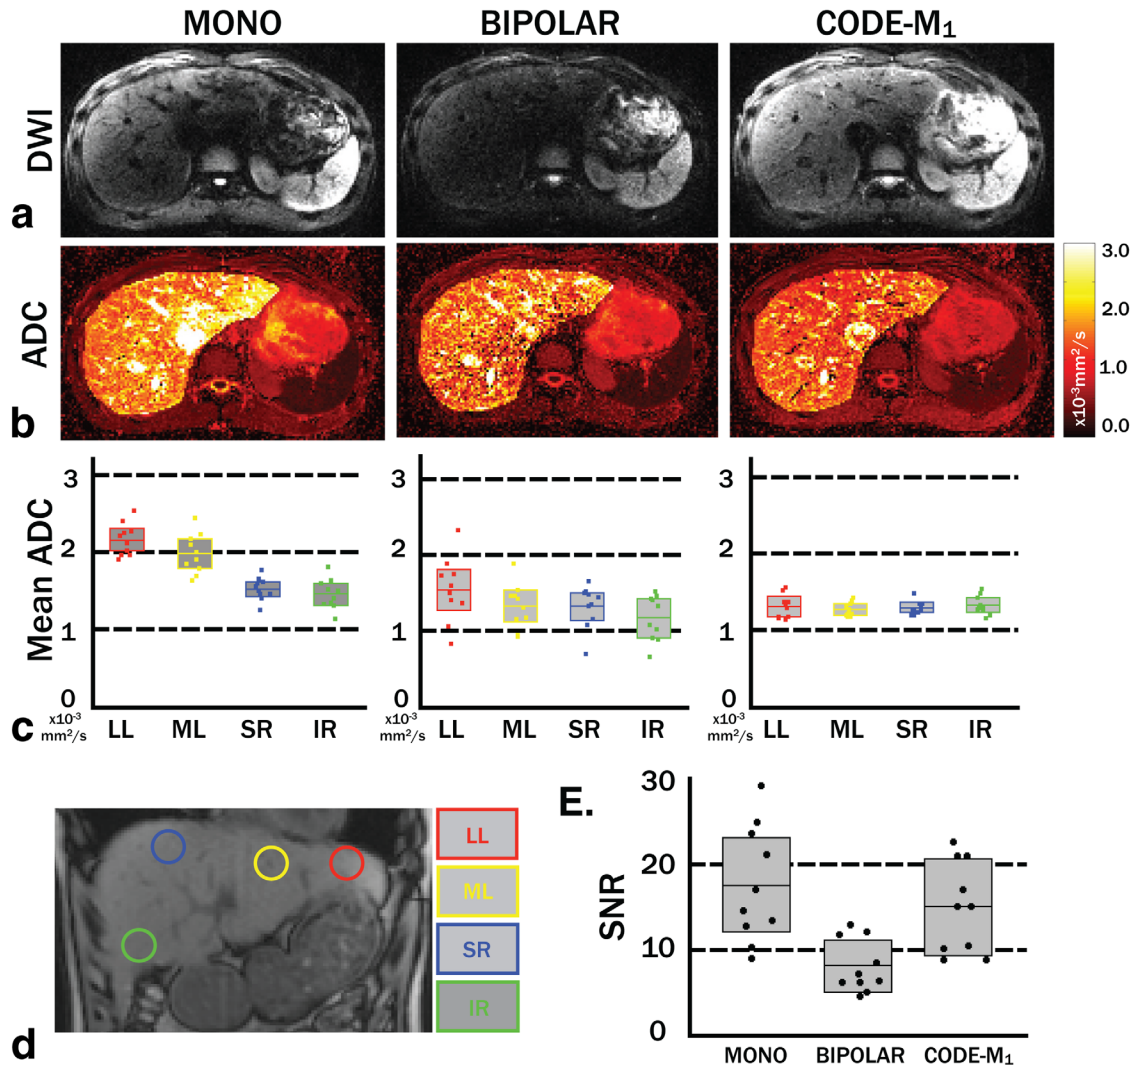 MONO BIPOLAR CODE-M₁
DWI
a
3.0
2.0
1.0
0.0
x10⁻³mm²/s
ADC
b
Mean ADC
3 3 3
2 2 2
1 1 1
0 0 0
x10⁻³ mm²/s LL ML SR IR x10⁻³ mm²/s LL ML SR IR x10⁻³ mm²/s LL ML SR IR
c
LL
ML
SR
IR
d
E.
SNR
30
20
10
0
MONO BIPOLAR CODE-M₁